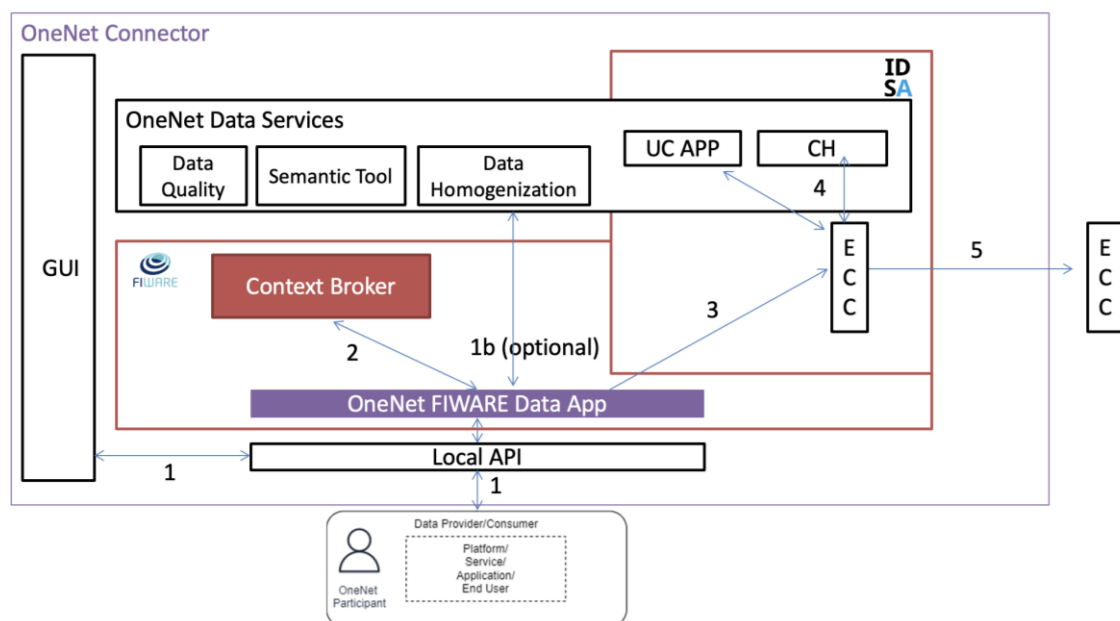 OneNet Connector
ID
SA
OneNet Data Services
UC APP
CH
Data
Quality
Semantic Tool
Data
Homogenization
4
GUI
FIWARE
Context Broker
E
C
C
5
E
C
C
3
2
1b (optional)
OneNet FIWARE Data App
Local API
1
1
Data Provider/Consumer
Platform/
Service/
Application/
End User
OneNet
Participant